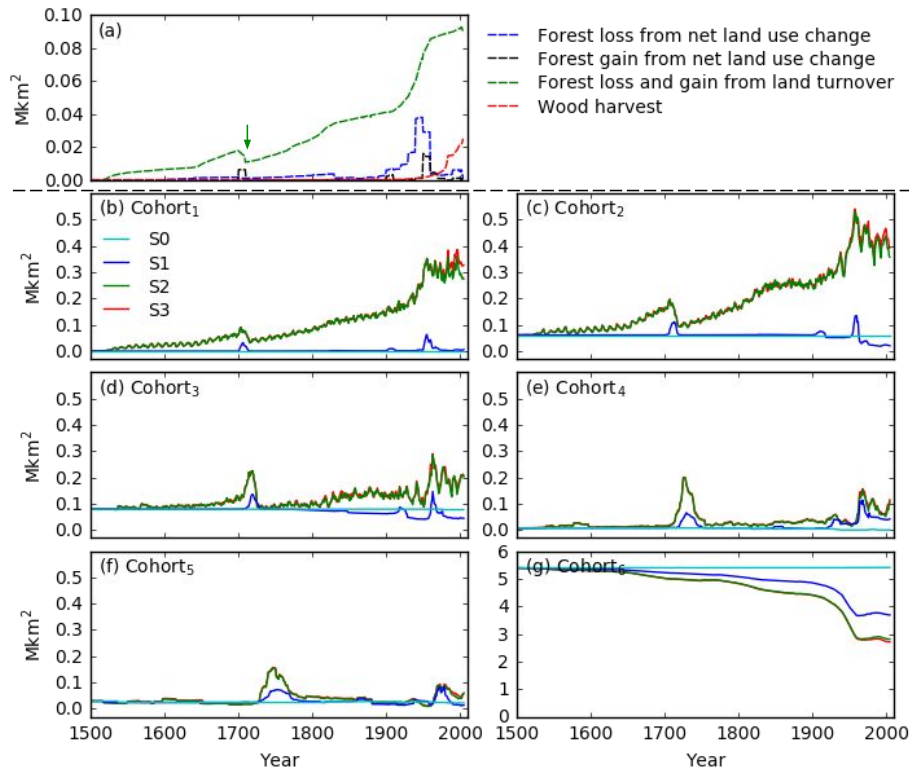 (a)
0.10
0.08
0.06
0.04
0.02
0.00
Mkm²
Forest loss from net land use change
Forest gain from net land use change
Forest loss and gain from land turnover
Wood harvest
(b) Cohort₁
S0
S1
S2
S3
0.5
0.4
0.3
0.2
0.1
0.0
Mkm²
(c) Cohort₂
0.5
0.4
0.3
0.2
0.1
0.0
(d) Cohort₃
0.5
0.4
0.3
0.2
0.1
0.0
Mkm²
(e) Cohort₄
0.5
0.4
0.3
0.2
0.1
0.0
(f) Cohort₅
0.5
0.4
0.3
0.2
0.1
0.0
Mkm²
1500 1600 1700 1800 1900 2000
Year
(g) Cohort₆
6
5
4
3
2
1
0
1500 1600 1700 1800 1900 2000
Year